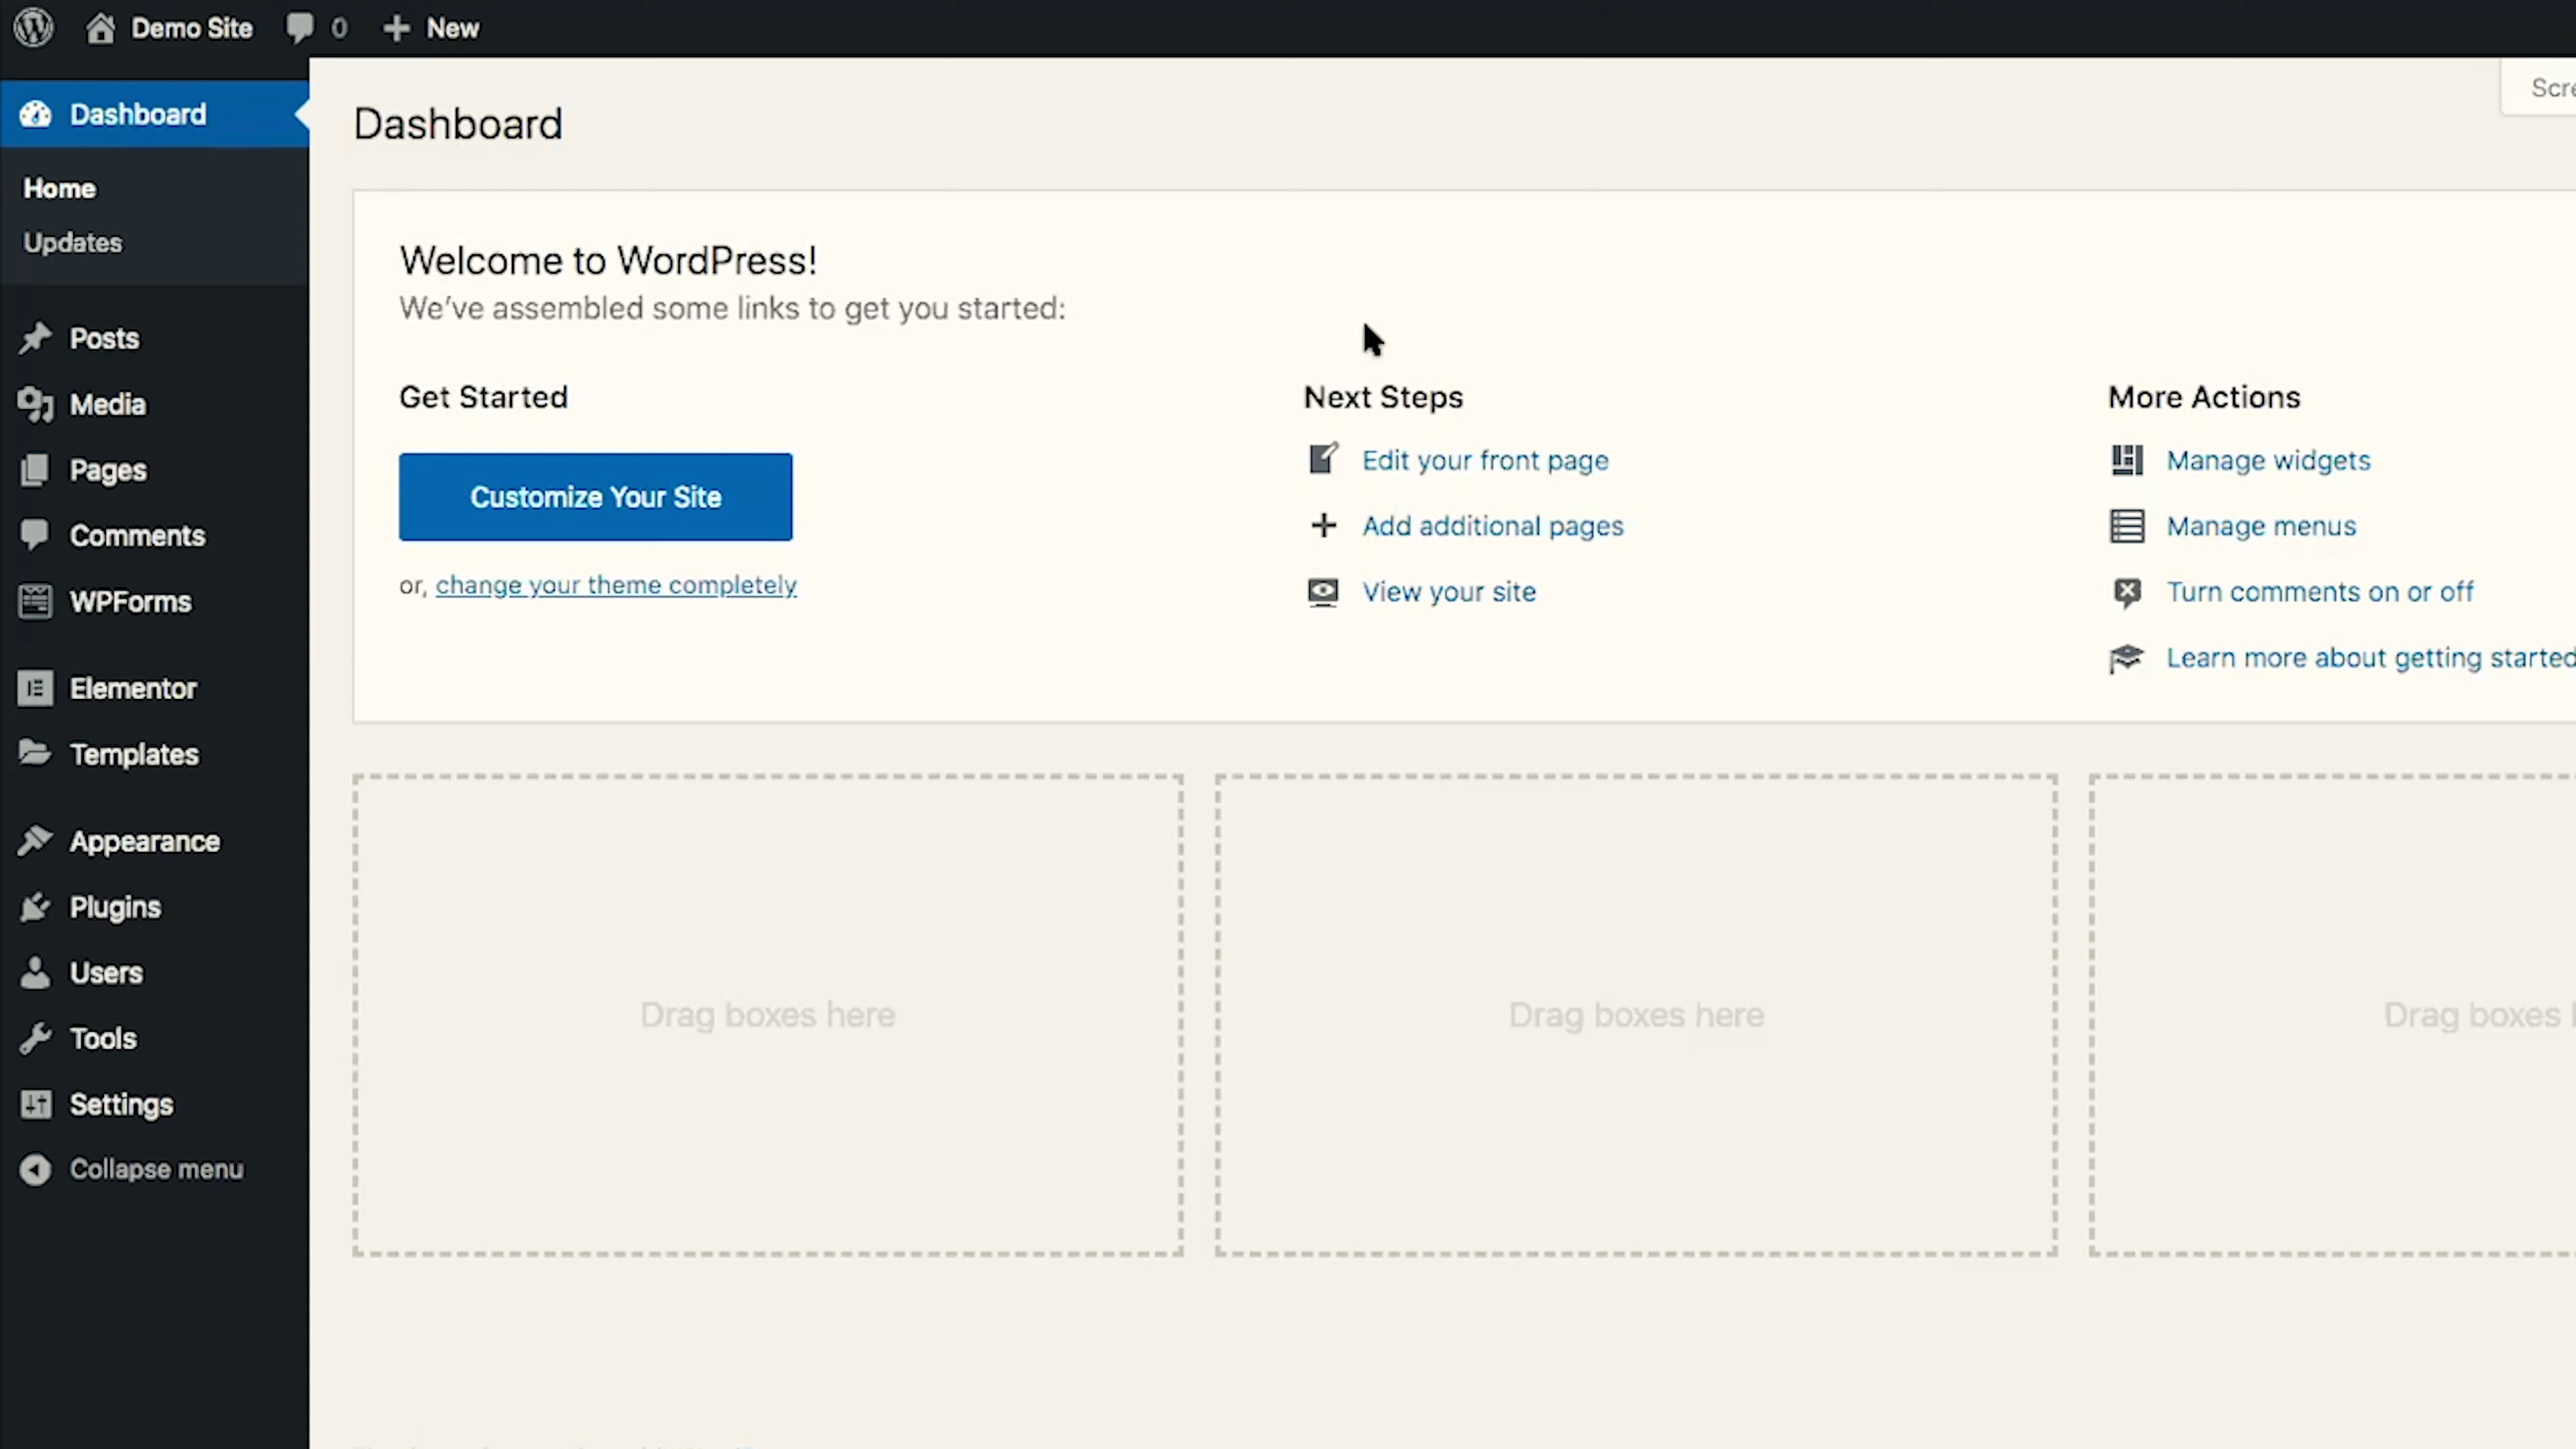 Demo Site 0 New
Scre
Dashboard
Home
Updates
Posts
Media
Pages
Comments
WPForms
Elementor
Templates
Appearance
Plugins
Users
Tools
Settings
Collapse menu
Dashboard
Welcome to WordPress!
We've assembled some links to get you started:
Get Started
Customize Your Site
or, change your theme completely
Next Steps
Edit your front page
Add additional pages
View your site
More Actions
Manage widgets
Manage menus
Turn comments on or off
Learn more about getting started
Drag boxes here
Drag boxes here
Drag boxes